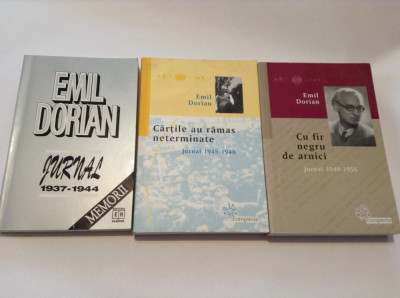 EMIL
DORIAN
JURNAL
1937-1944
MEMORII
Emil
Dorian
Cărțile au rămas
neterminate
Jurnal 1945-1948
compania
Emil
Dorian
Cu fir
negru
de arnici
Jurnal 1949-1956